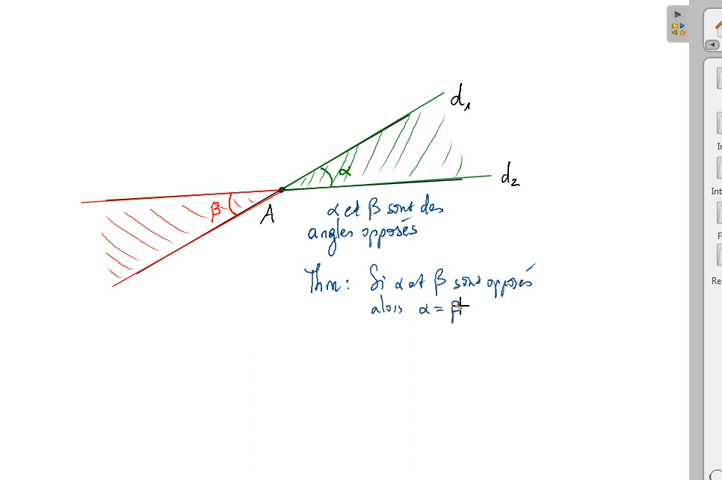 d₁
α
d₂
β
A
α et β sont des
angles opposés
Thm : Si α et β sont opposés
alors α = β